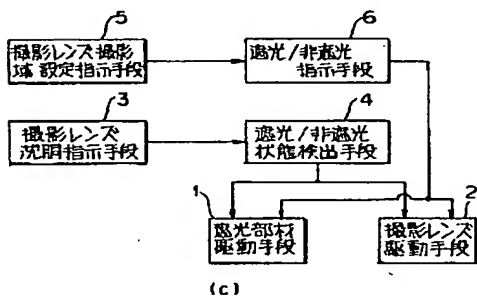 5
撮影レンズ撮影
域設定指示手段
6
遮光/非遮光
指示手段
3
撮影レンズ
沈胴指示手段
4
遮光/非遮光
状態検出手段
1
遮光部材
駆動手段
2
撮影レンズ
駆動手段
(c)